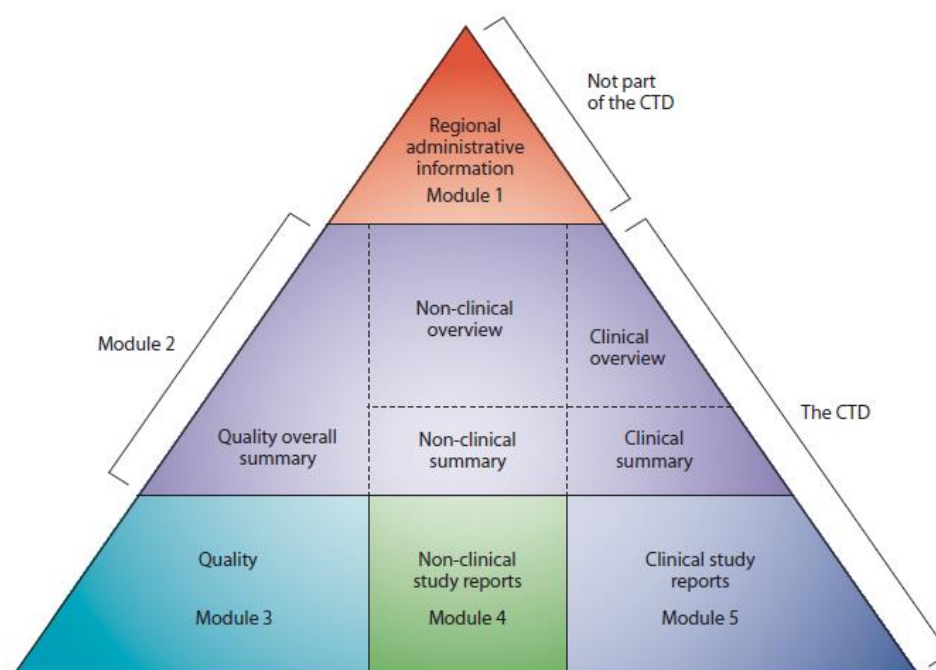 Not part
of the CTD
Regional
administrative
information
Module 1
Module 2
Non-clinical
overview
Clinical
overview
The CTD
Quality overall
summary
Non-clinical
summary
Clinical
summary
Quality
Module 3
Non-clinical
study reports
Module 4
Clinical study
reports
Module 5